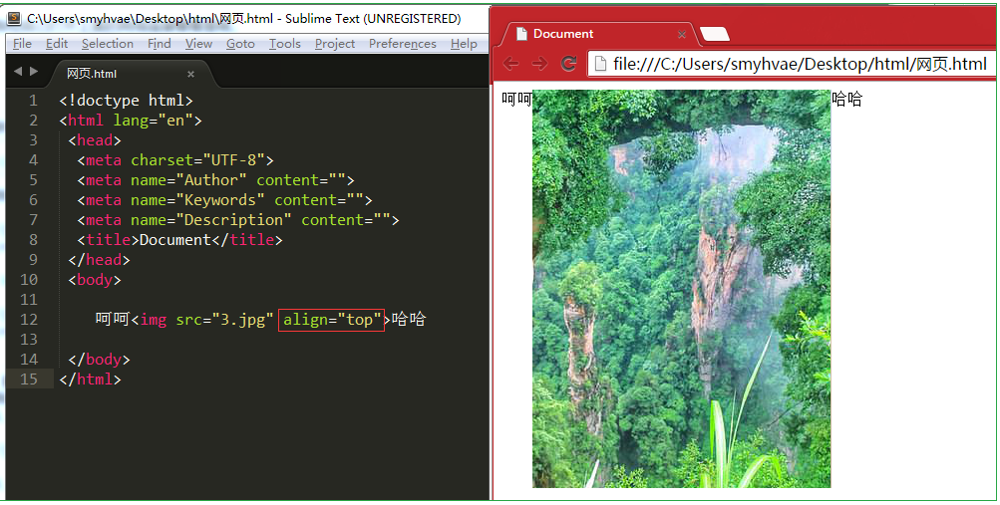 C:\Users\smyhvae\Desktop\html\网页.html - Sublime Text (UNREGISTERED)
File Edit Selection Find View Goto Tools Project Preferences Help
网页.html ×
1 <!doctype html>
2 <html lang="en">
3 <head>
4 <meta charset="UTF-8">
5 <meta name="Author" content="">
6 <meta name="Keywords" content="">
7 <meta name="Description" content="">
8 <title>Document</title>
9 </head>
10 <body>
11
12 呵呵<img src="3.jpg" align="top">哈哈
13
14 </body>
15 </html>
Document ×
file:///C:/Users/smyhvae/Desktop/html/网页.html
呵呵 哈哈